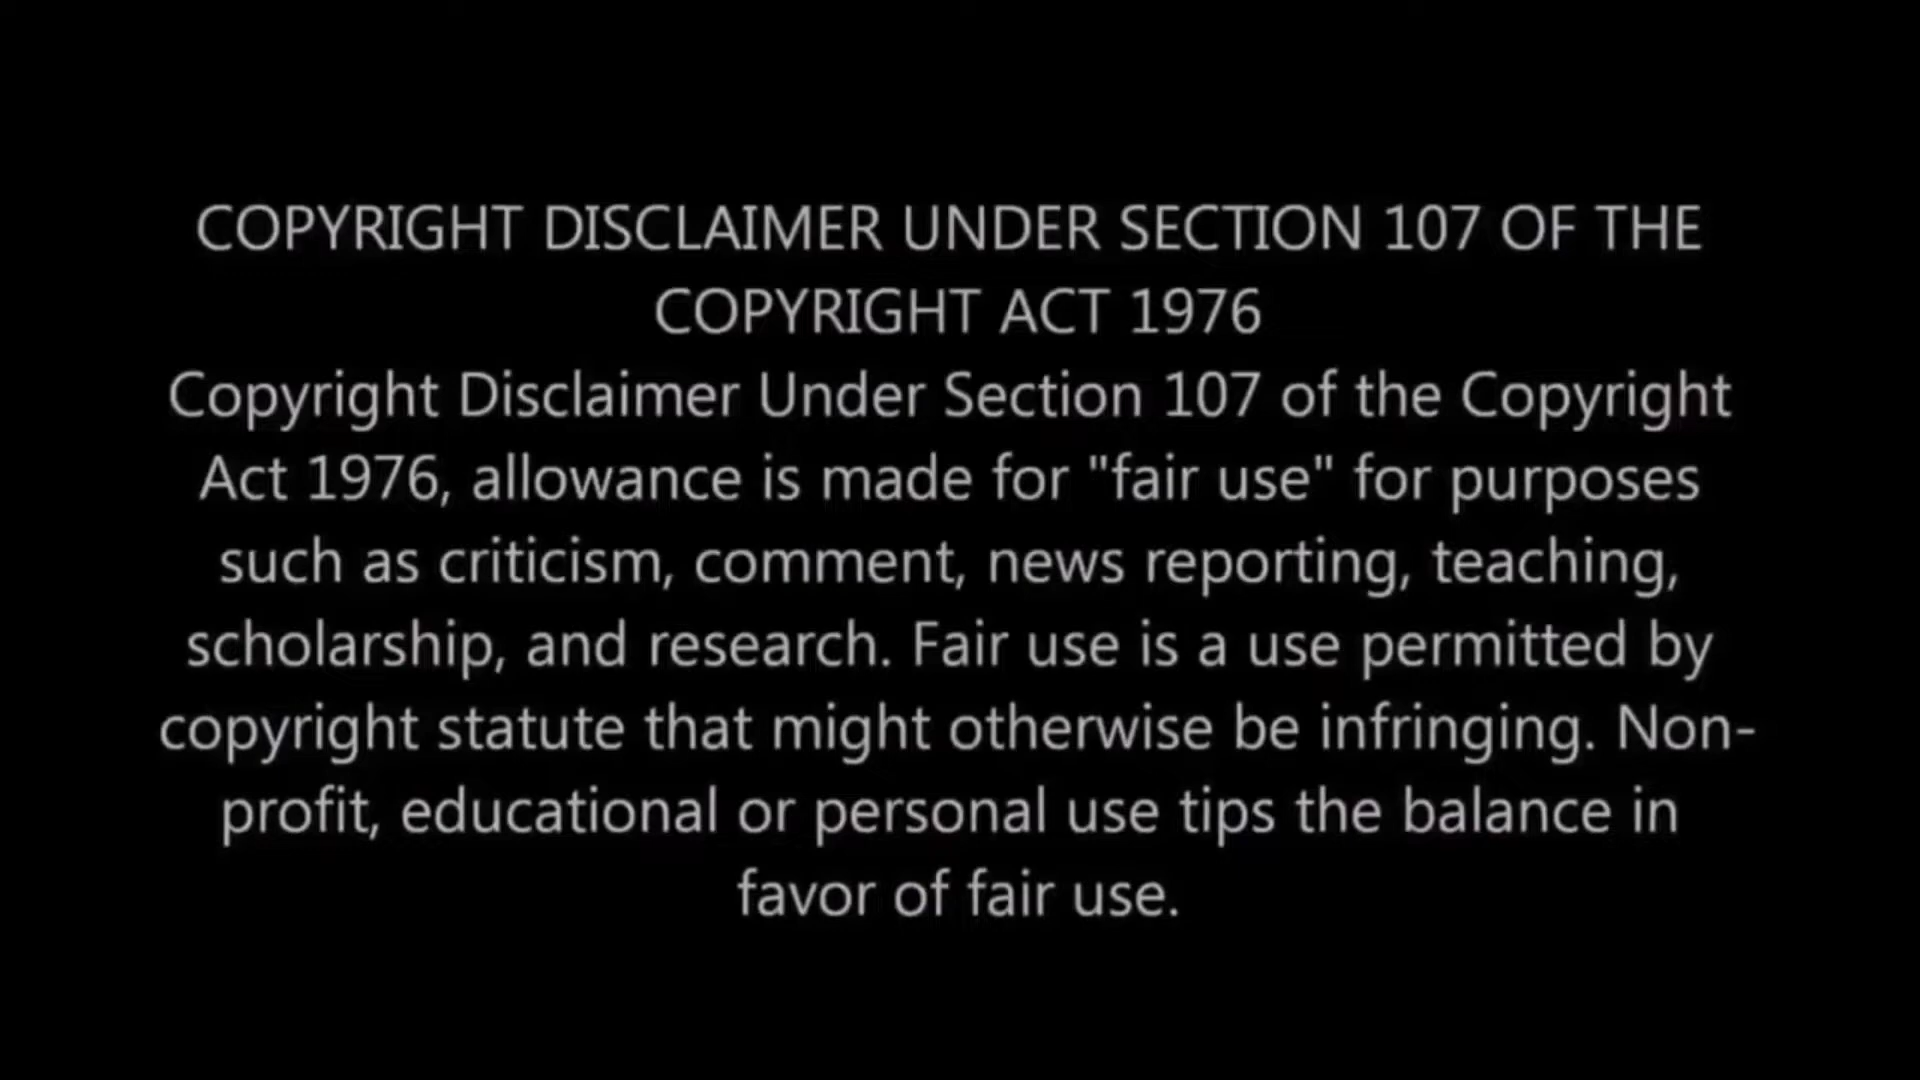 COPYRIGHT DISCLAIMER UNDER SECTION 107 OF THE
COPYRIGHT ACT 1976
Copyright Disclaimer Under Section 107 of the Copyright
Act 1976, allowance is made for "fair use" for purposes
such as criticism, comment, news reporting, teaching,
scholarship, and research. Fair use is a use permitted by
copyright statute that might otherwise be infringing. Non-
profit, educational or personal use tips the balance in
favor of fair use.